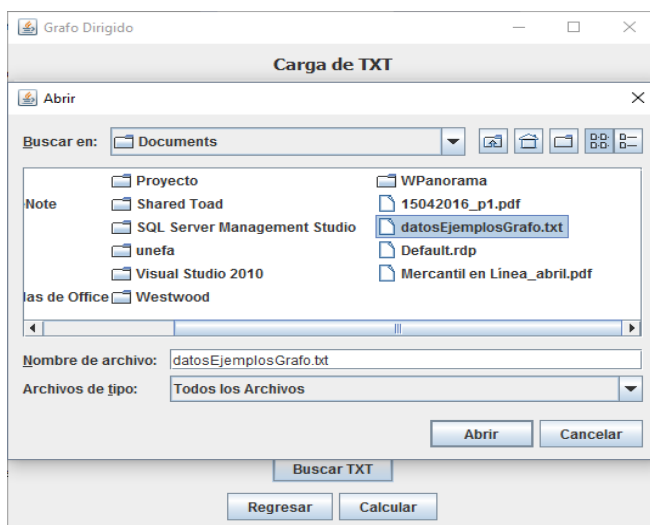 Grafo Dirigido
Carga de TXT
Abrir
Buscar en: Documents
Proyecto WPanorama
Note Shared Toad 15042016_p1.pdf
SQL Server Management Studio datosEjemplosGrafo.txt
unefa Default.rdp
Visual Studio 2010 Mercantil en Línea_abril.pdf
las de Office Westwood
Nombre de archivo: datosEjemplosGrafo.txt
Archivos de tipo: Todos los Archivos
Abrir Cancelar
Buscar TXT
Regresar Calcular